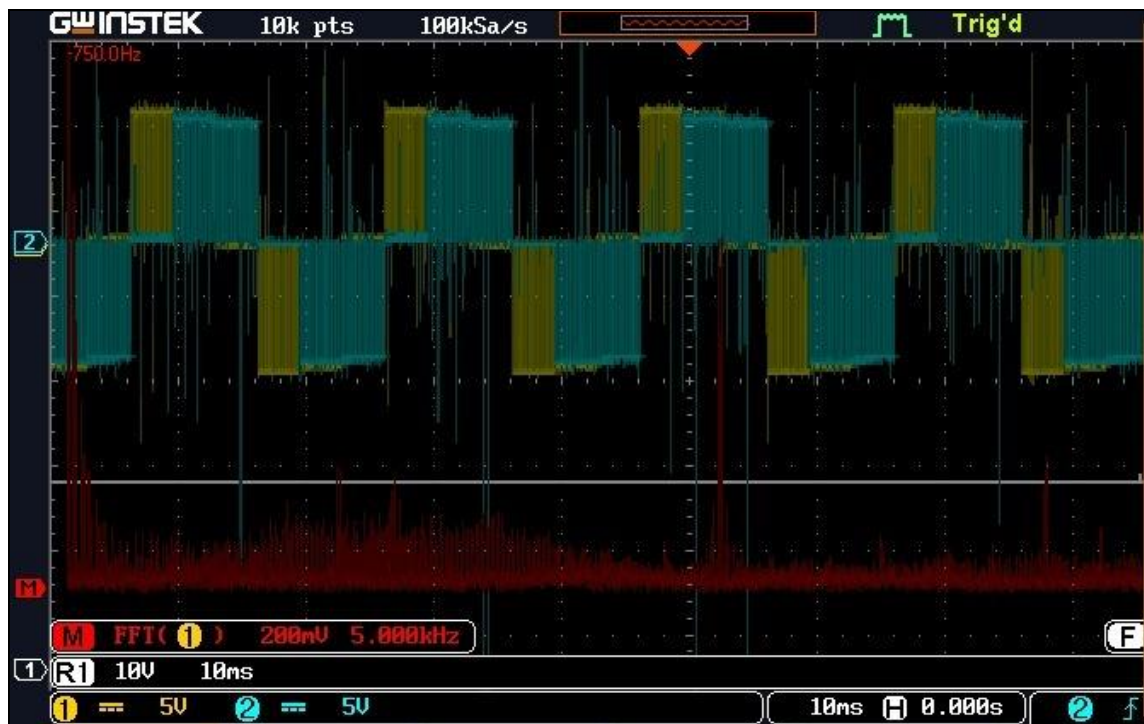 GWINSTEK 10k pts 100kSa/s Trig'd
-750.0Hz
2
M
M FFT( 1 ) 200mV 5.000kHz F
1 R1 10V 10ms
1 5V 2 5V 10ms H 0.000s 2